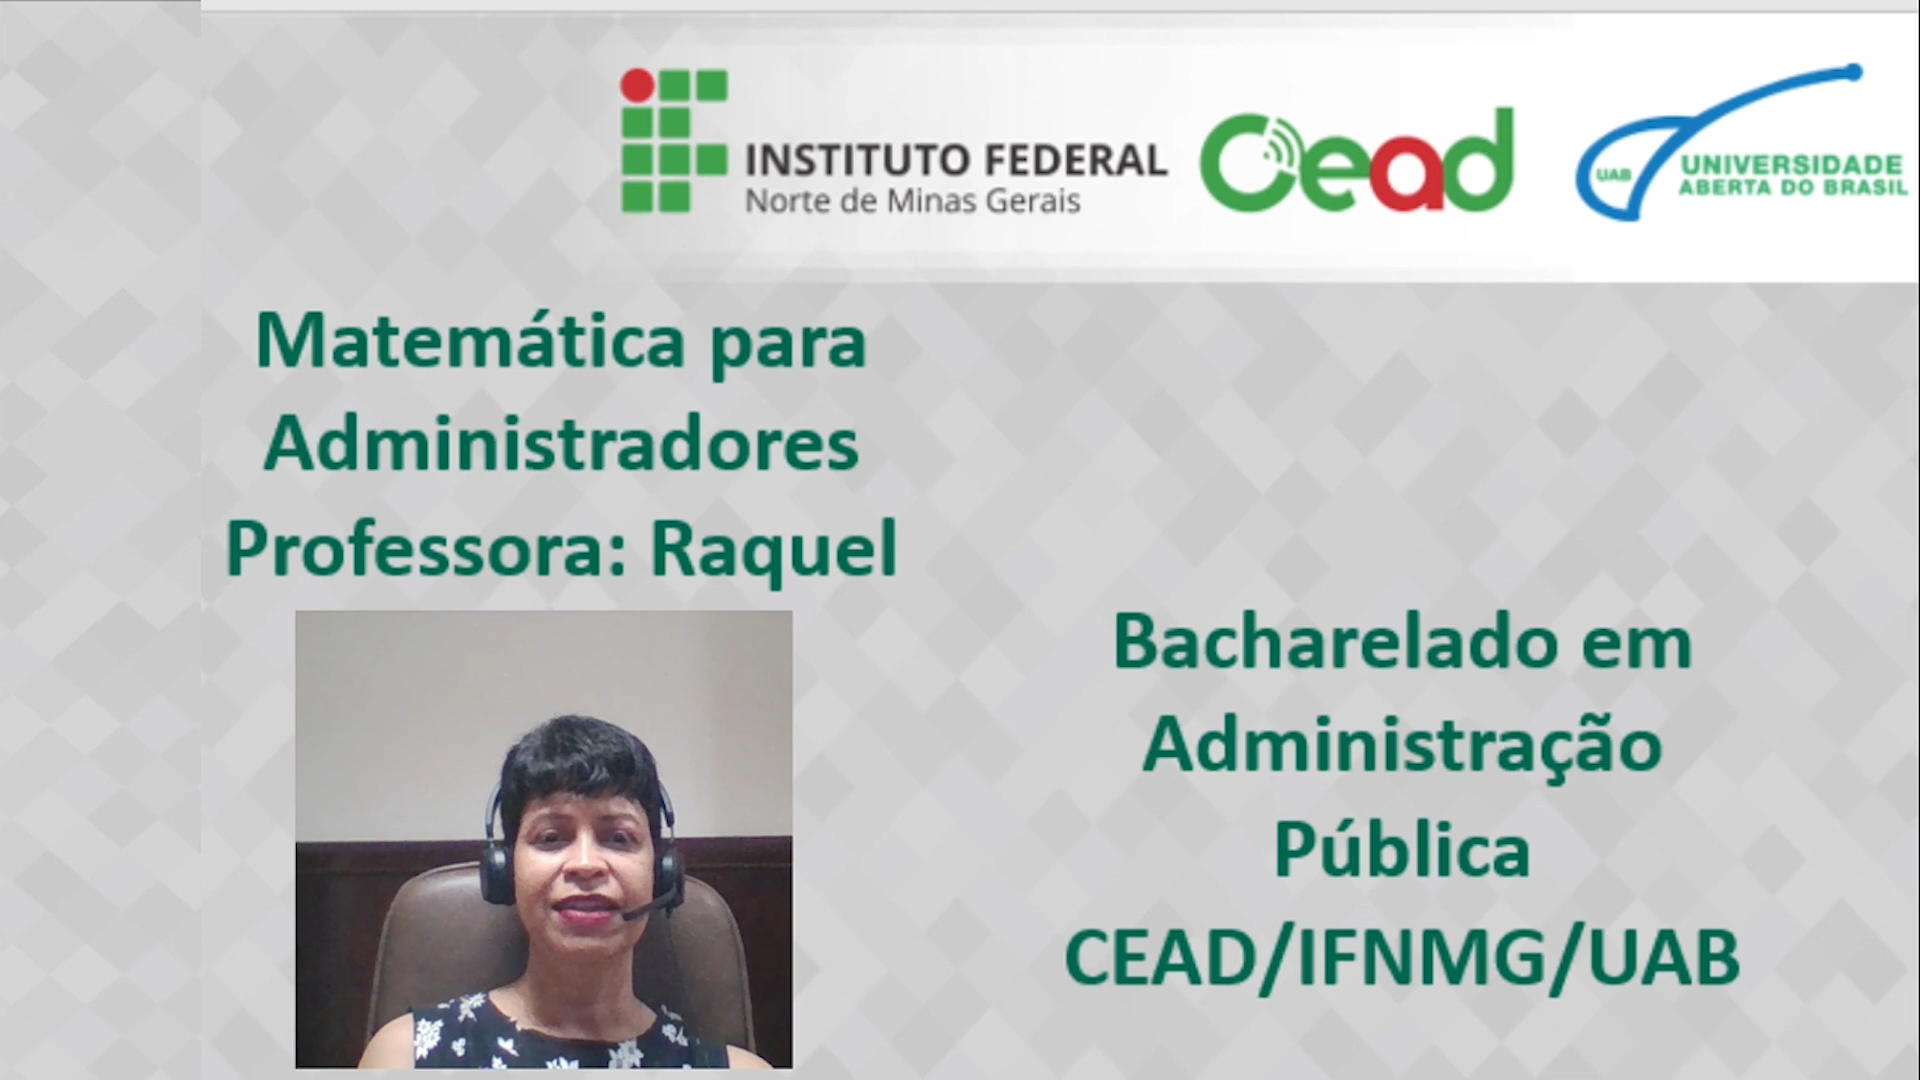 INSTITUTO FEDERAL
Norte de Minas Gerais
Cead
UAB
UNIVERSIDADE
ABERTA DO BRASIL
Matemática para
Administradores
Professora: Raquel
Bacharelado em
Administração
Pública
CEAD/IFNMG/UAB